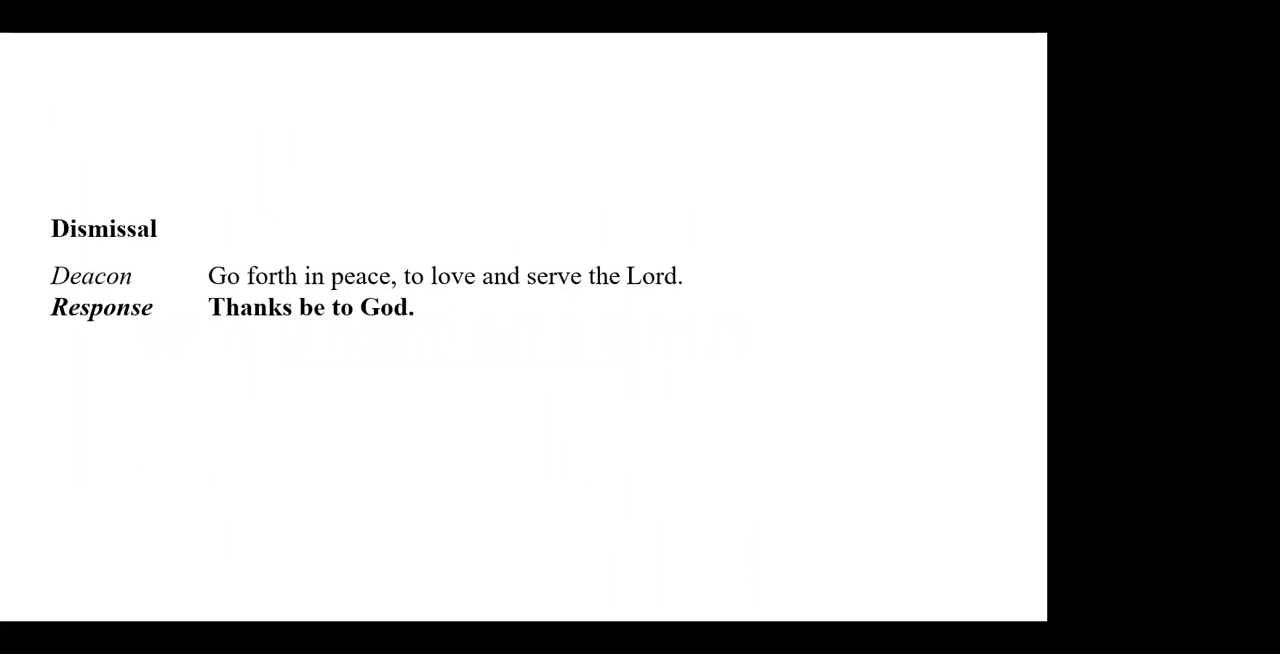 Dismissal
Deacon Go forth in peace, to love and serve the Lord.
Response Thanks be to God.